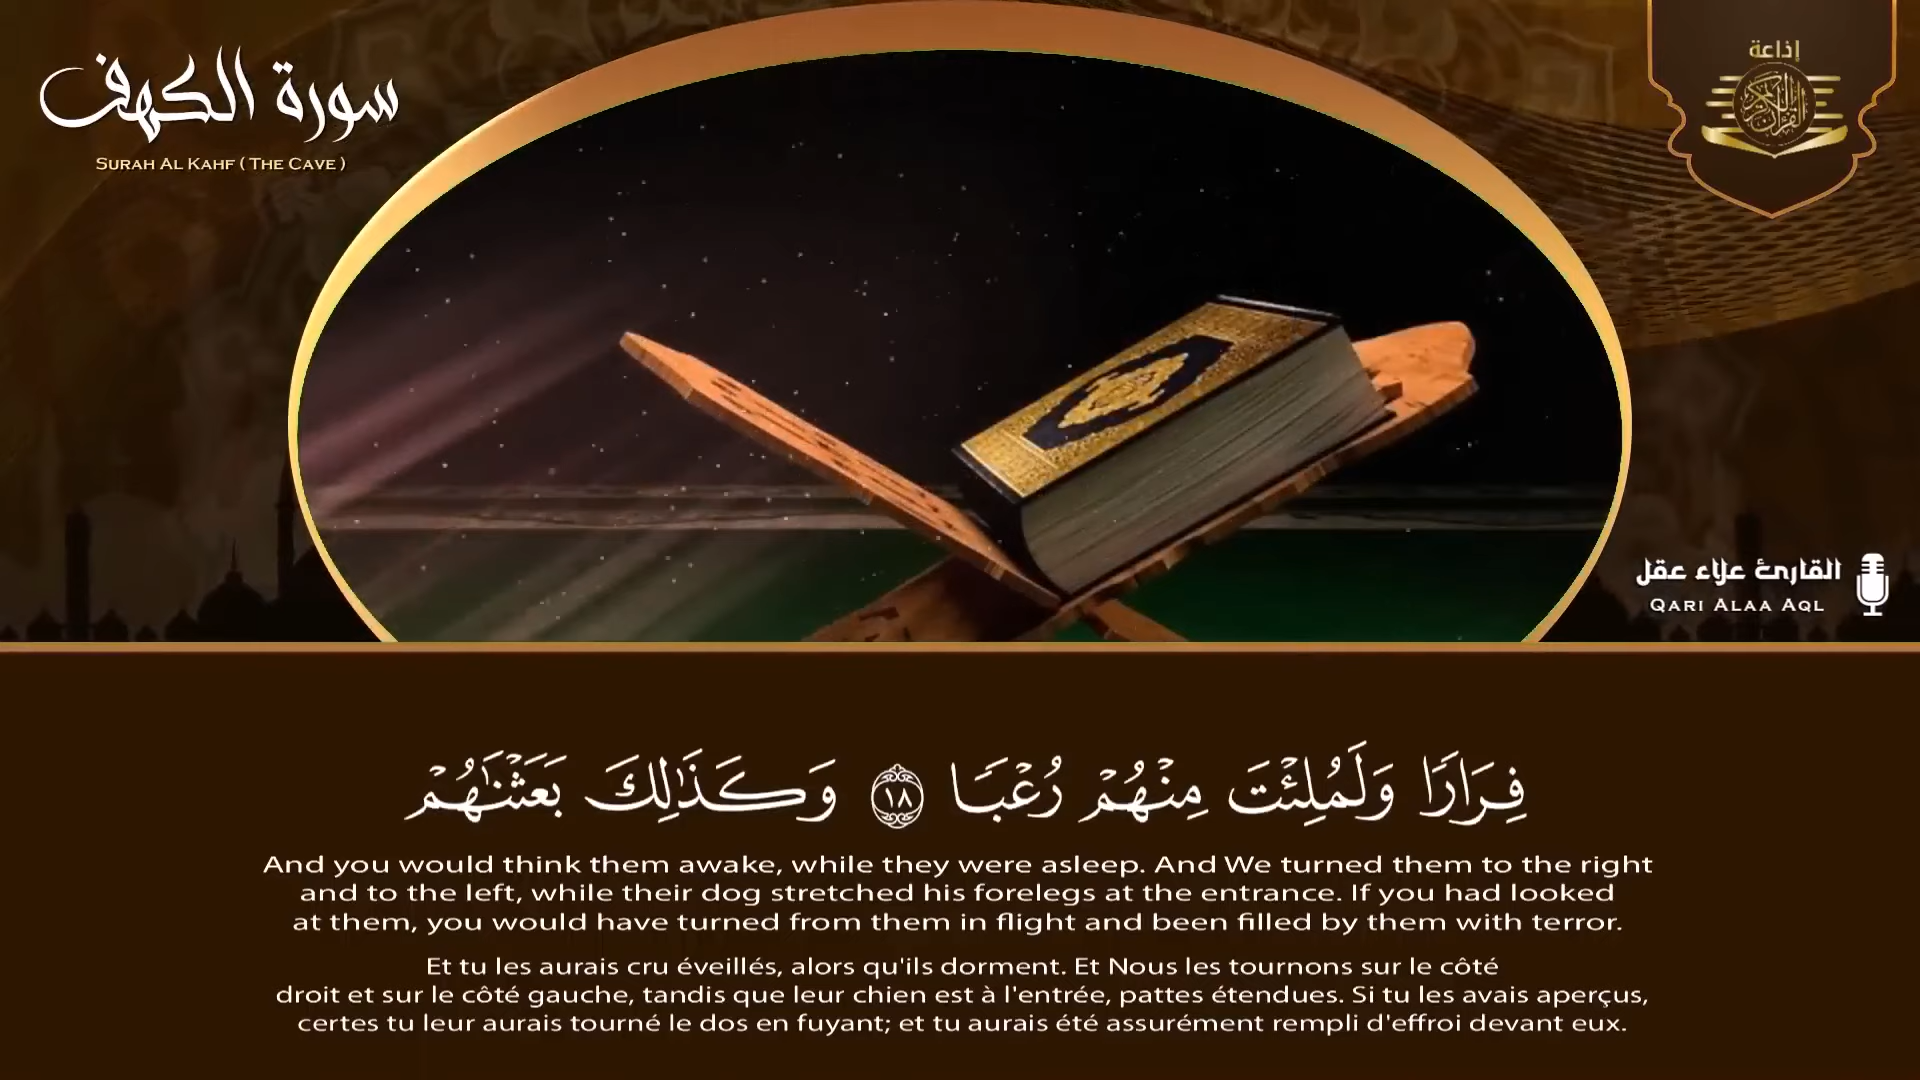 سورة الكهف
SURAH AL KAHF ( THE CAVE )
إذاعة
القرآن الكريم
القارئ علاء عقل
QARI ALAA AQL
فِرَارًا وَلَمُلِئْتَ مِنْهُمْ رُعْبًا ١٨ وَكَذَٰلِكَ بَعَثْنَٰهُمْ
And you would think them awake, while they were asleep. And We turned them to the right
and to the left, while their dog stretched his forelegs at the entrance. If you had looked
at them, you would have turned from them in flight and been filled by them with terror.
Et tu les aurais cru éveillés, alors qu'ils dorment. Et Nous les tournons sur le côté
droit et sur le côté gauche, tandis que leur chien est à l'entrée, pattes étendues. Si tu les avais aperçus,
certes tu leur aurais tourné le dos en fuyant; et tu aurais été assurément rempli d'effroi devant eux.